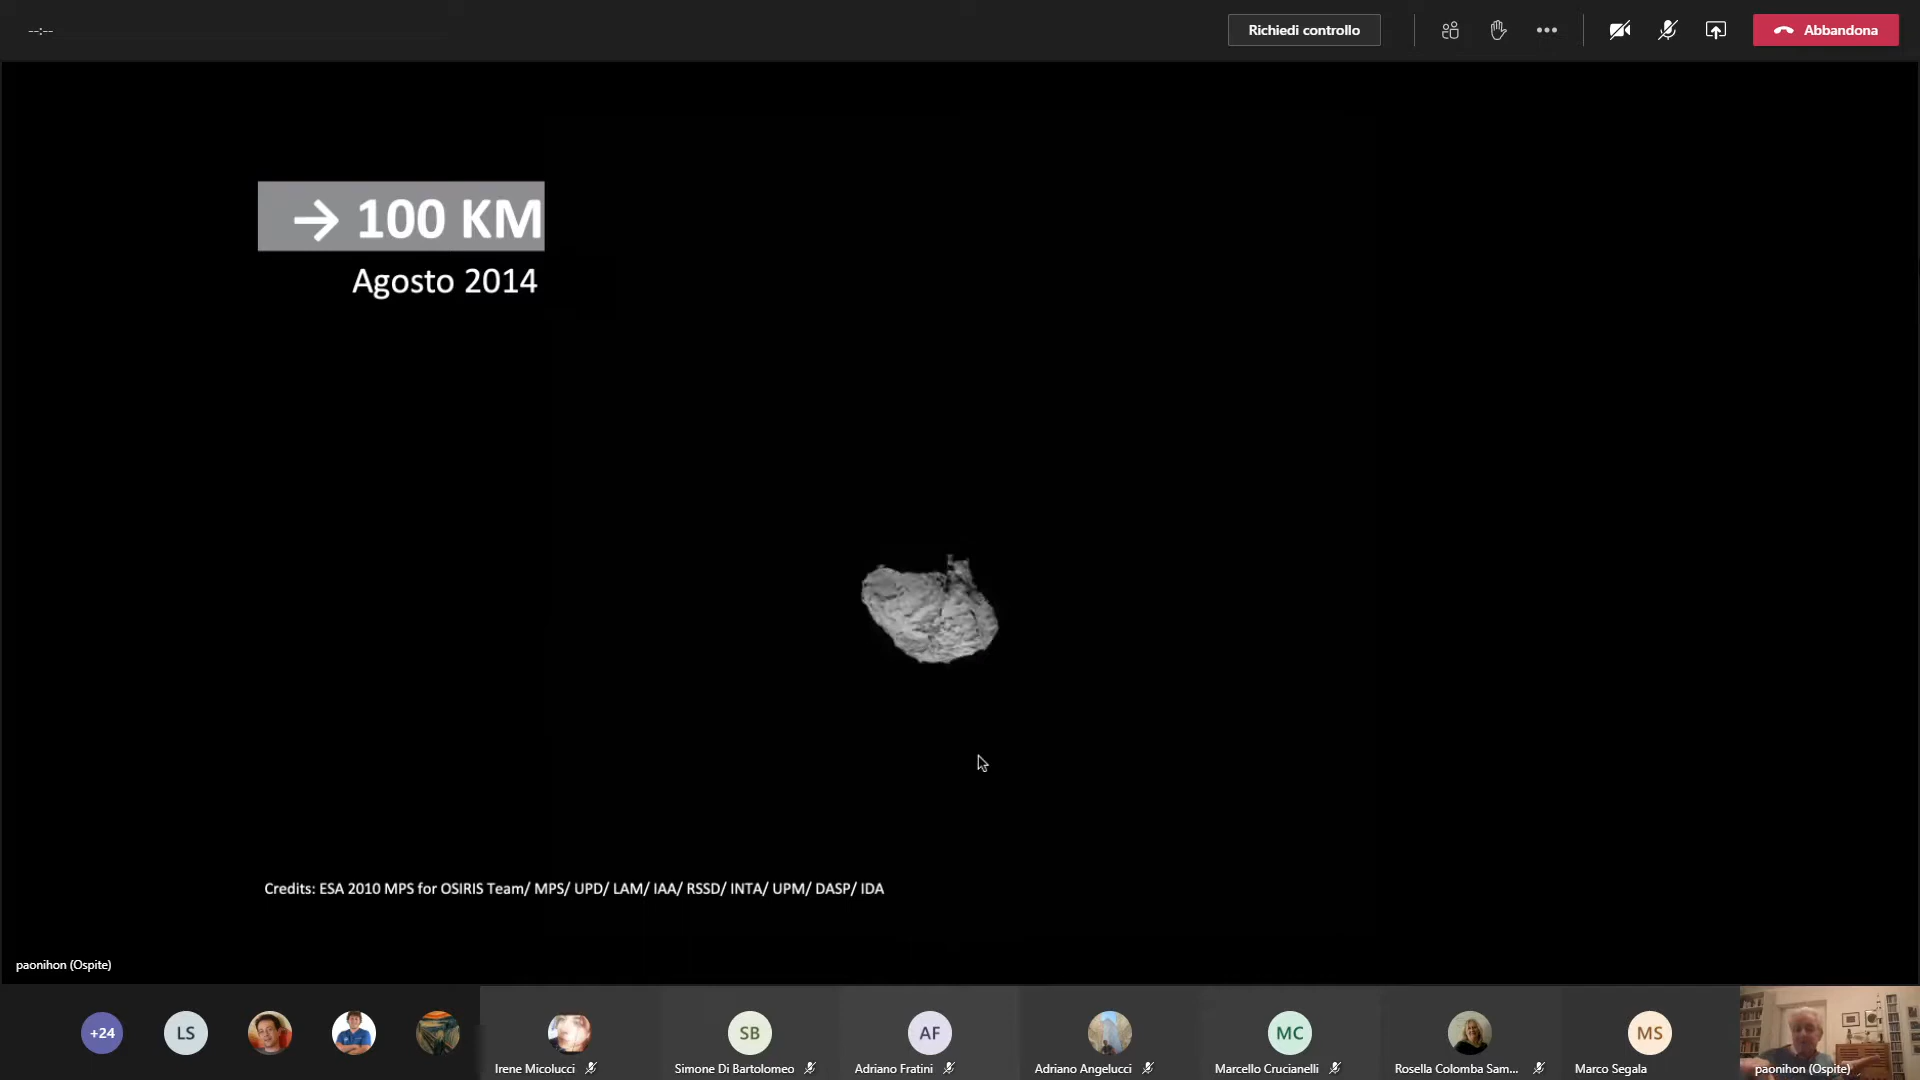 --:--
Richiedi controllo
Abbandona
→ 100 KM
Agosto 2014
Credits: ESA 2010 MPS for OSIRIS Team/ MPS/ UPD/ LAM/ IAA/ RSSD/ INTA/ UPM/ DASP/ IDA
paonihon (Ospite)
+24
LS
SB
AF
MC
MS
Irene Micolucci
Simone Di Bartolomeo
Adriano Fratini
Adriano Angelucci
Marcello Crucianelli
Rosella Colomba Sam...
Marco Segala
paonihon (Ospite)